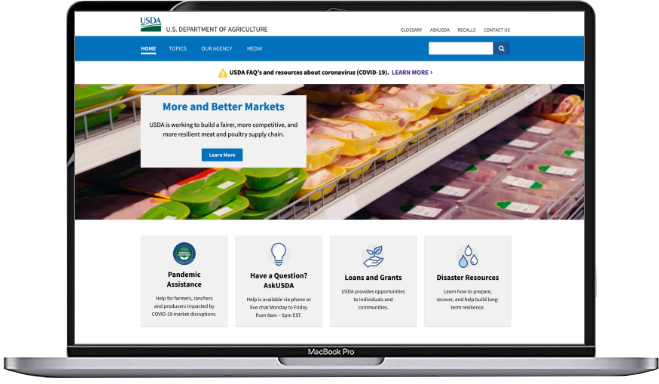 USDA
U.S. DEPARTMENT OF AGRICULTURE
GLOSSARY ASKUSDA RECALLS CONTACT US
HOME TOPICS OUR AGENCY MEDIA
USDA FAQ's and resources about coronavirus (COVID-19). LEARN MORE ›
More and Better Markets
USDA is working to build a fairer, more competitive, and
more resilient meat and poultry supply chain.
Learn More
Pandemic
Assistance
Help for farmers, ranchers
and producers impacted by
COVID-19 market disruptions.
Have a Question?
AskUSDA
Help is available via phone or
live chat Monday to Friday
from 8am – 5pm EST.
Loans and Grants
USDA provides opportunities
to individuals and
communities.
Disaster Resources
Learn how to prepare,
recover, and help build long-
term resilience.
MacBook Pro